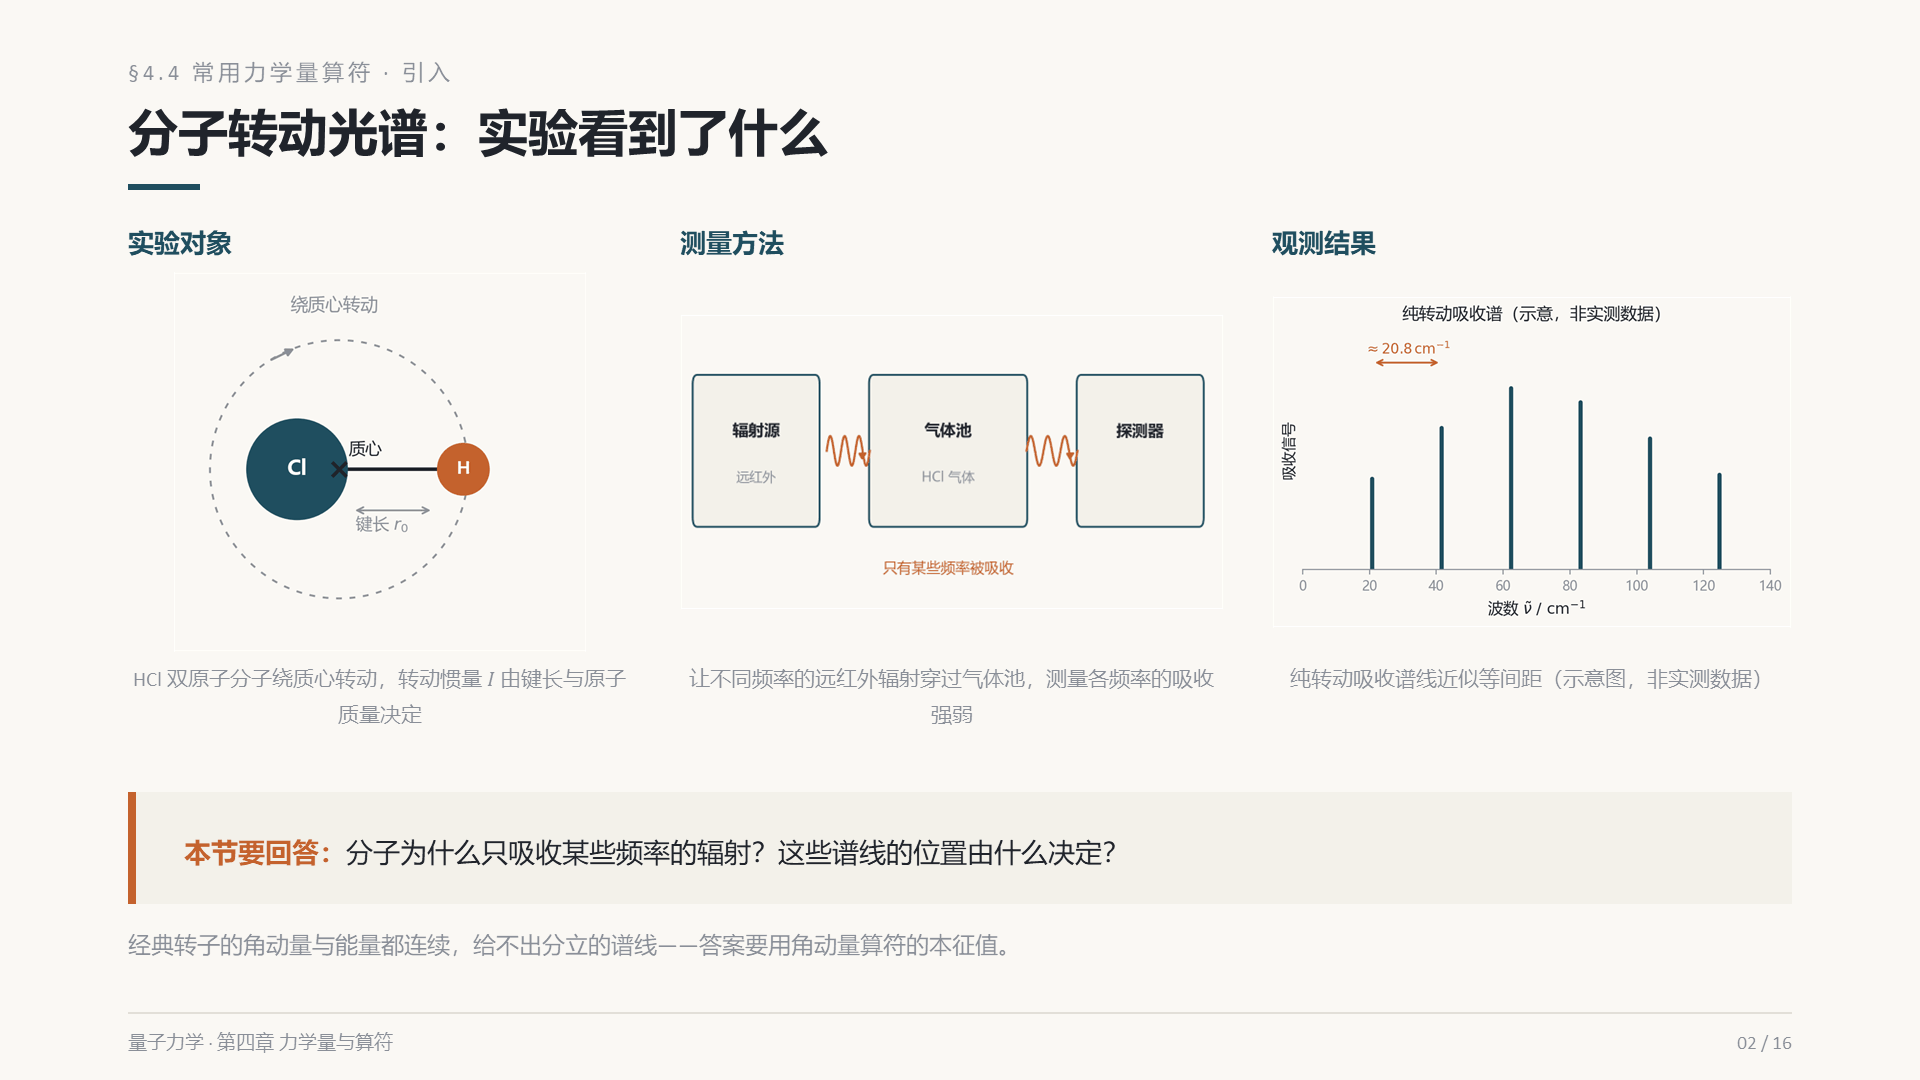 §4.4 常用力学量算符 · 引入
分子转动光谱：实验看到了什么
实验对象
绕质心转动
Cl
质心
H
键长 r₀
HCl 双原子分子绕质心转动，转动惯量 I 由键长与原子
质量决定
测量方法
辐射源
远红外
气体池
HCl 气体
探测器
只有某些频率被吸收
让不同频率的远红外辐射穿过气体池，测量各频率的吸收
强弱
观测结果
纯转动吸收谱（示意，非实测数据）
≈ 20.8 cm⁻¹
吸收信号
0 20 40 60 80 100 120 140
波数 ν̃ / cm⁻¹
纯转动吸收谱线近似等间距（示意图，非实测数据）
本节要回答：分子为什么只吸收某些频率的辐射？这些谱线的位置由什么决定？
经典转子的角动量与能量都连续，给不出分立的谱线——答案要用角动量算符的本征值。
量子力学 · 第四章 力学量与算符
02 / 16